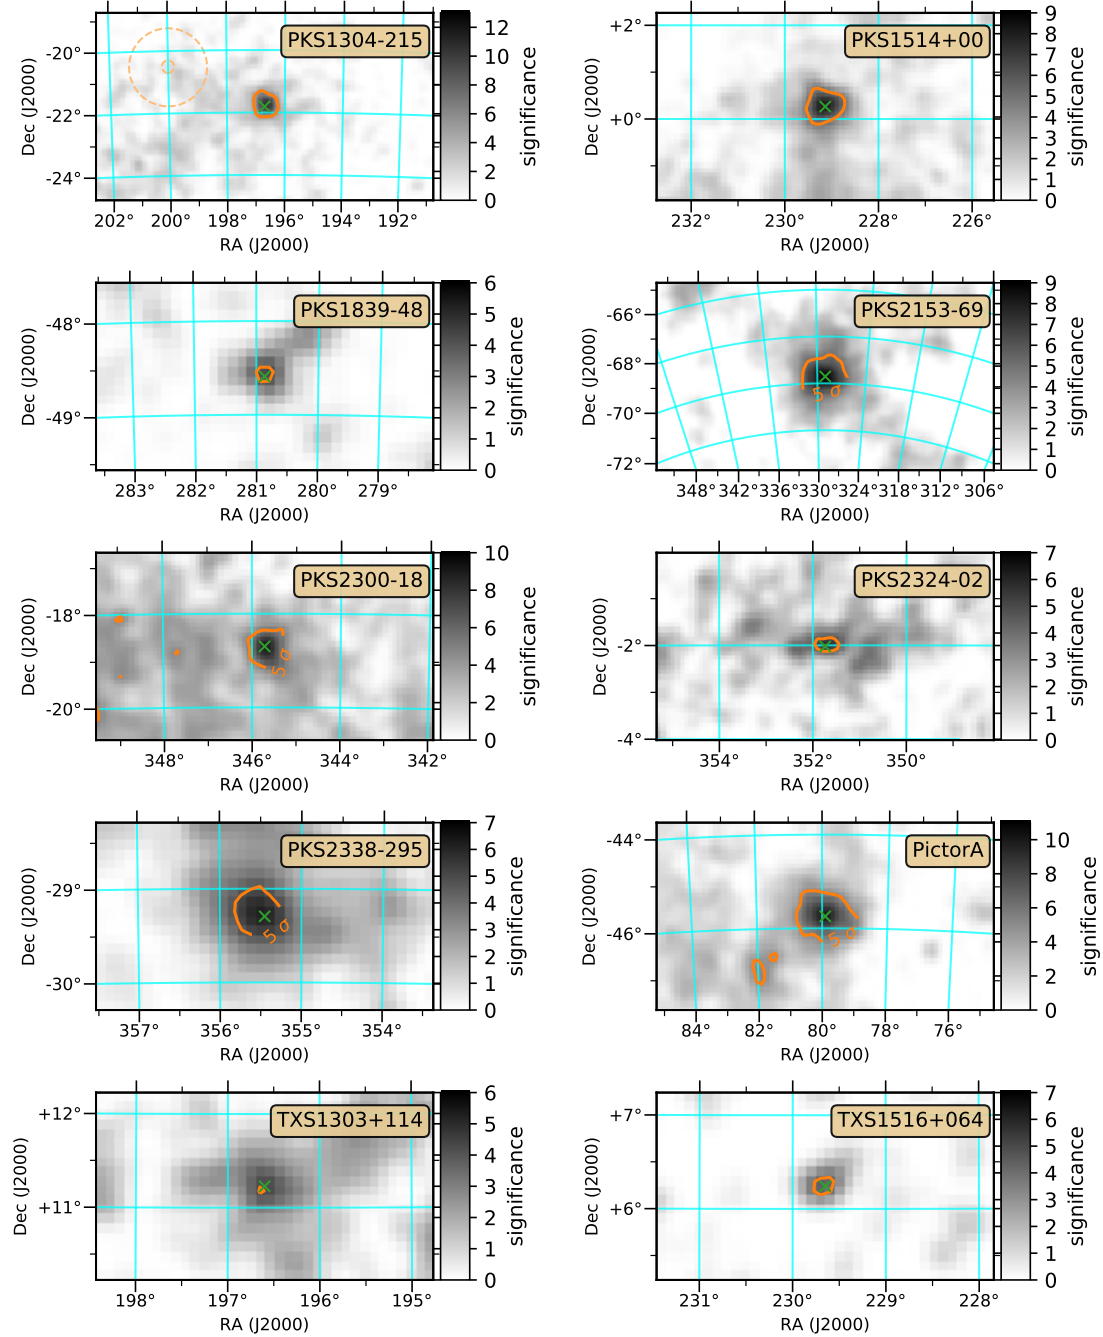 PKS1304-215
-20°
-22°
-24°
Dec (J2000)
202° 200° 198° 196° 194° 192°
RA (J2000)
12
10
8
6
4
2
0
significance
PKS1514+00
+2°
+0°
Dec (J2000)
232° 230° 228° 226°
RA (J2000)
9
8
7
6
5
4
3
2
1
0
significance
PKS1839-48
-48°
-49°
Dec (J2000)
283° 282° 281° 280° 279°
RA (J2000)
6
5
4
3
2
1
0
significance
PKS2153-69
5 σ
-66°
-68°
-70°
-72°
Dec (J2000)
348° 342° 336° 330° 324° 318° 312° 306°
RA (J2000)
9
8
7
6
5
4
3
2
1
0
significance
PKS2300-18
5 σ
-18°
-20°
Dec (J2000)
348° 346° 344° 342°
RA (J2000)
10
8
6
4
2
0
significance
PKS2324-02
-2°
-4°
Dec (J2000)
354° 352° 350°
RA (J2000)
7
6
5
4
3
2
1
0
significance
PKS2338-295
5 σ
-29°
-30°
Dec (J2000)
357° 356° 355° 354°
RA (J2000)
7
6
5
4
3
2
1
0
significance
PictorA
5 σ
σ
-44°
-46°
Dec (J2000)
84° 82° 80° 78° 76°
RA (J2000)
10
8
6
4
2
0
significance
TXS1303+114
+12°
+11°
Dec (J2000)
198° 197° 196° 195°
RA (J2000)
6
5
4
3
2
1
0
significance
TXS1516+064
+7°
+6°
Dec (J2000)
231° 230° 229° 228°
RA (J2000)
7
6
5
4
3
2
1
0
significance